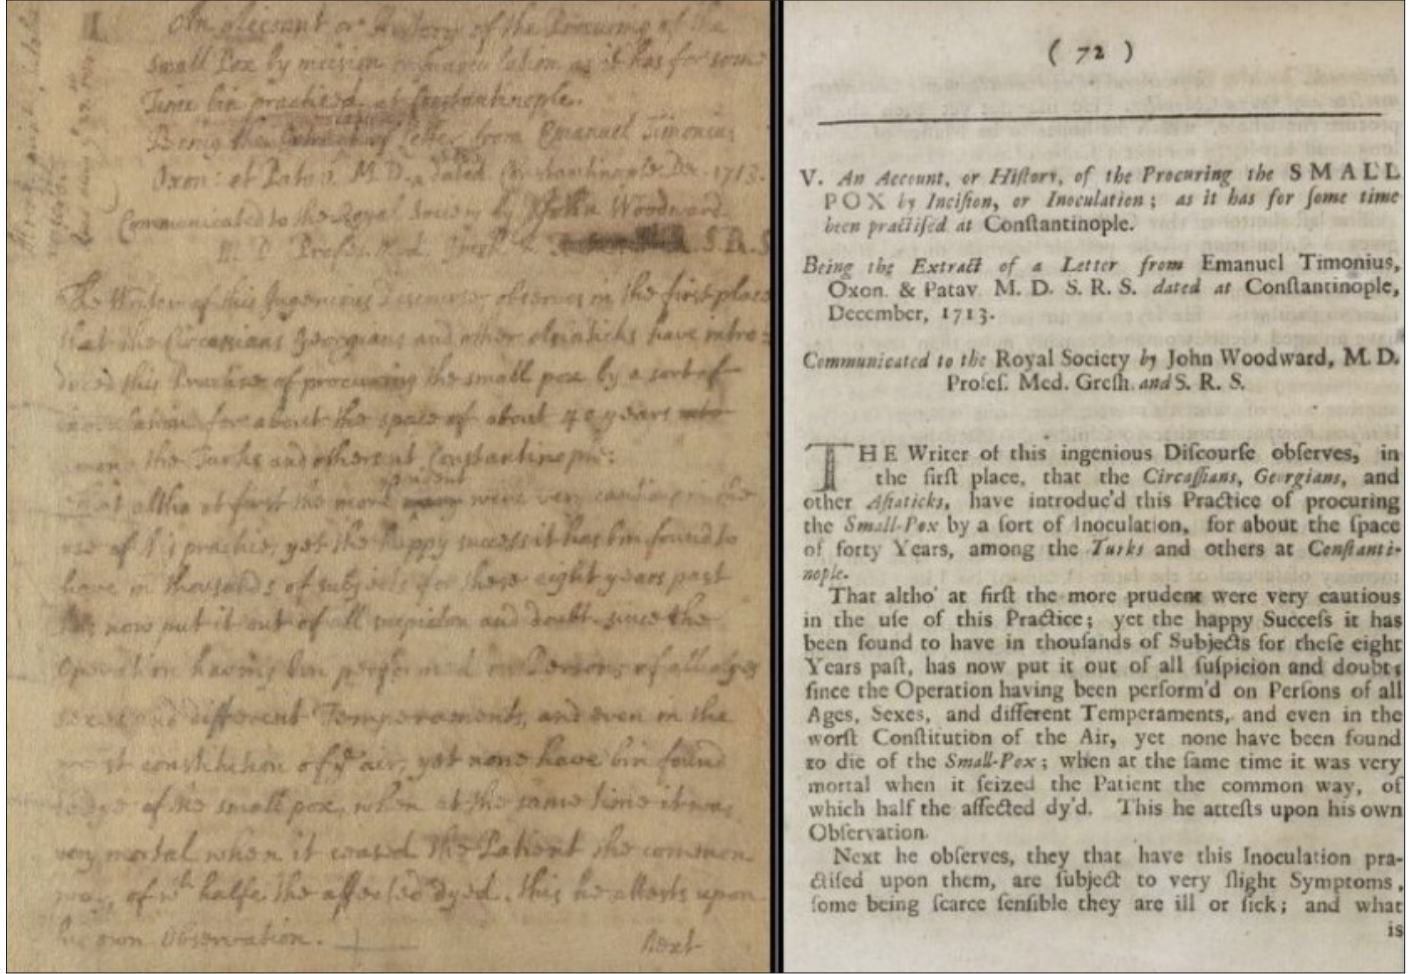 An account or History of the Procuring of the
small Pox by incision or inoculation as it has for some
Time bin practised at Constantinople.
Being the Extract of a Letter from Emanuel Timonius
Oxon: et Patav: M.D. dated Constantinople De. 1713.
Communicated to the Royal Society by John Woodward
M. D. Profess. Med. Gresh. & S.R.S
The Writer of this Ingenious Discourse observes in the first place
that the Circassians Georgians and other Asiaticks have intro=
duced this Practice of procuring the small pox by a sort of
inoculation for about the space of about 40 years
among the Turks and others at Constantinople:
That altho at first the more prudent were very cautious in the
use of this practice, yet the happy success it has bin found to
have in thousands of subjects for these eight years past
has now put it out of all suspicion and doubt since the
Operation having bin performed on Persons of all ages
sexes and different Temperaments, and even in the
worst constitution of ye air, yet none have bin found
to dye of the small pox, when at the same time it was
very mortal when it ceased the Patient the common
way, of wch halfe the affected dyed. this he attests upon
his own Observation.
Next
( 72 )
V. An Account, or Hiſtory, of the Procuring the SMALL
POX by Inciſion, or Inoculation; as it has for ſome time
been practiſed at Conſtantinople.
Being the Extract of a Letter from Emanuel Timonius,
Oxon. & Patav. M. D. S. R. S. dated at Conſtantinople,
December, 1713.
Communicated to the Royal Society by John Woodward, M. D.
Profeſ. Med. Greſh. and S. R. S.
THE Writer of this ingenious Diſcourſe obſerves, in
the firſt place, that the Circaſſians, Georgians, and
other Aſiaticks, have introduc'd this Practice of procuring
the Small-Pox by a ſort of Inoculation, for about the ſpace
of forty Years, among the Turks and others at Conſtanti-
nople.
That altho' at firſt the more prudent were very cautious
in the uſe of this Practice; yet the happy Succeſs it has
been found to have in thouſands of Subjects for theſe eight
Years paſt, has now put it out of all ſuſpicion and doubt;
ſince the Operation having been perform'd on Perſons of all
Ages, Sexes, and different Temperaments, and even in the
worſt Conſtitution of the Air, yet none have been found
to die of the Small-Pox; when at the ſame time it was very
mortal when it ſeized the Patient the common way, of
which half the affected dy'd. This he atteſts upon his own
Obſervation.
Next he obſerves, they that have this Inoculation pra-
ctiſed upon them, are ſubject to very ſlight Symptoms,
ſome being ſcarce ſenſible they are ill or ſick; and what
is